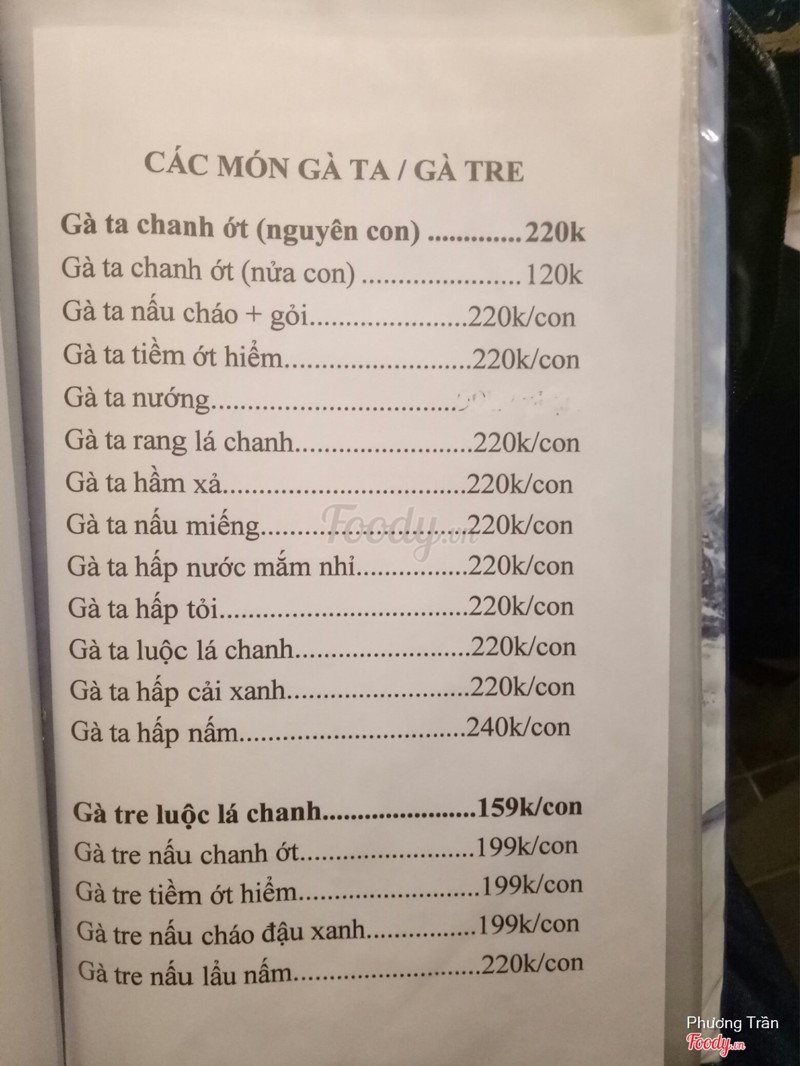 CÁC MÓN GÀ TA / GÀ TRE
Gà ta chanh ớt (nguyên con) .............220k
Gà ta chanh ớt (nửa con) ......................120k
Gà ta nấu cháo + gỏi......................220k/con
Gà ta tiềm ớt hiểm..........................220k/con
Gà ta nướng..................................
Gà ta rang lá chanh.........................220k/con
Gà ta hầm xả..................................220k/con
Gà ta nấu miếng.............................220k/con
Gà ta hấp nước mắm nhỉ................220k/con
Gà ta hấp tỏi...................................220k/con
Gà ta luộc lá chanh.........................220k/con
Gà ta hấp cải xanh..........................220k/con
Gà ta hấp nấm................................240k/con
Gà tre luộc lá chanh......................159k/con
Gà tre nấu chanh ớt.........................199k/con
Gà tre tiềm ớt hiểm..........................199k/con
Gà tre nấu cháo đậu xanh................199k/con
Gà tre nấu lẩu nấm...........................220k/con
Foody.vn
Phương Trần
Foody.vn